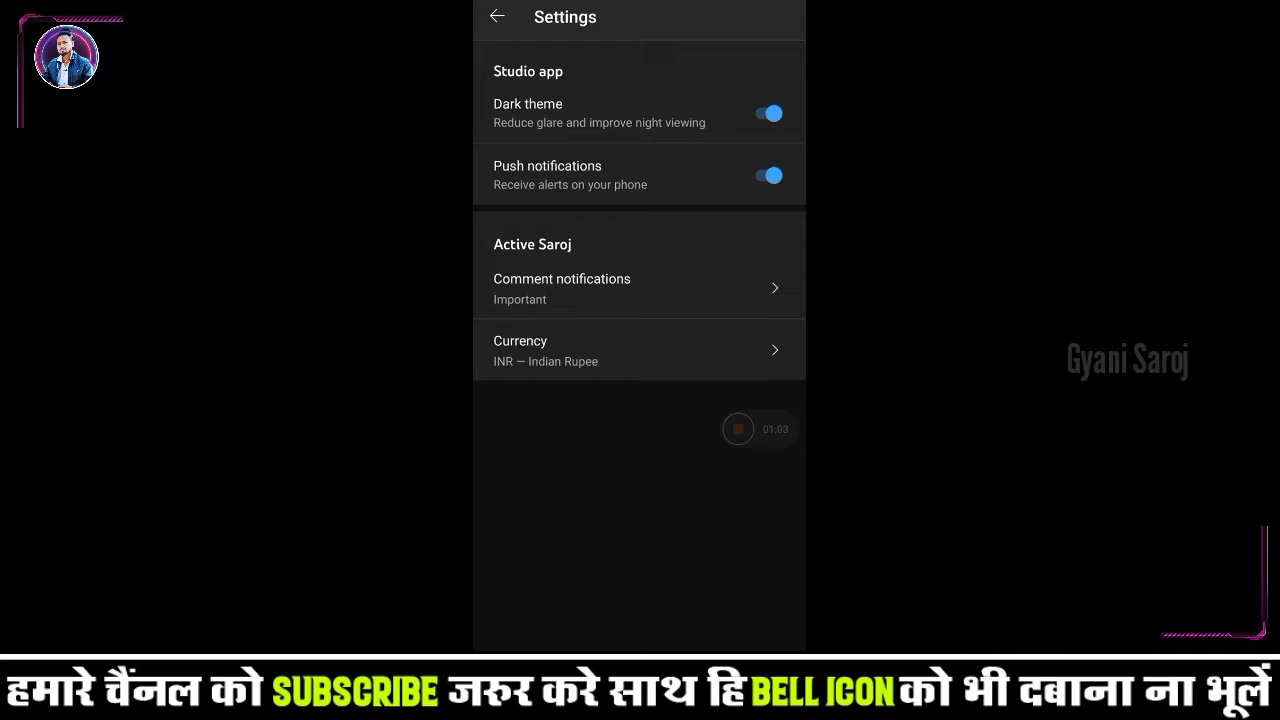 Settings
Studio app
Dark theme
Reduce glare and improve night viewing
Push notifications
Receive alerts on your phone
Active Saroj
Comment notifications
Important
Currency
INR — Indian Rupee
Gyani Saroj
01:03
हमारे चैंनल को SUBSCRIBE जरुर करे साथ हि BELL ICON को भी दबाना ना भूलें